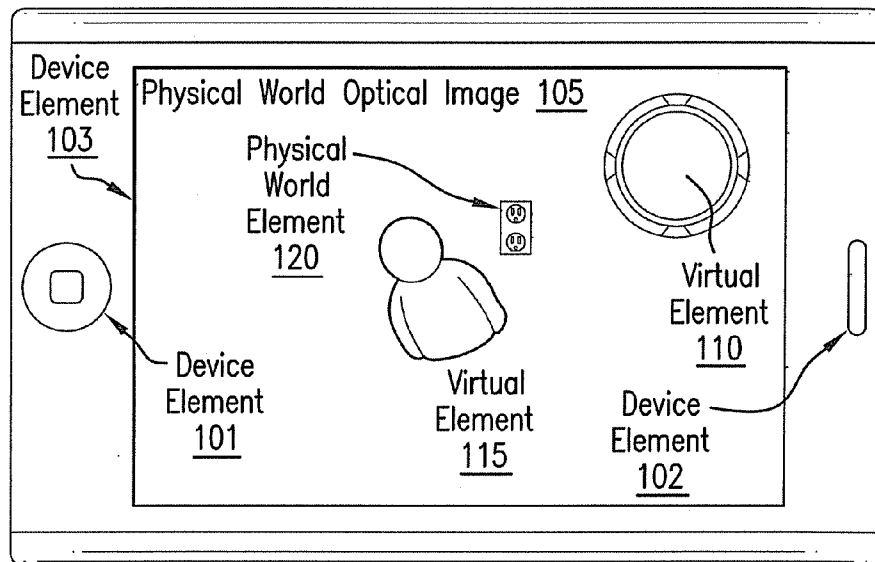 Device
Element
103
Physical World Optical Image 105
Physical
World
Element
120
Virtual
Element
110
Device
Element
101
Virtual
Element
115
Device
Element
102